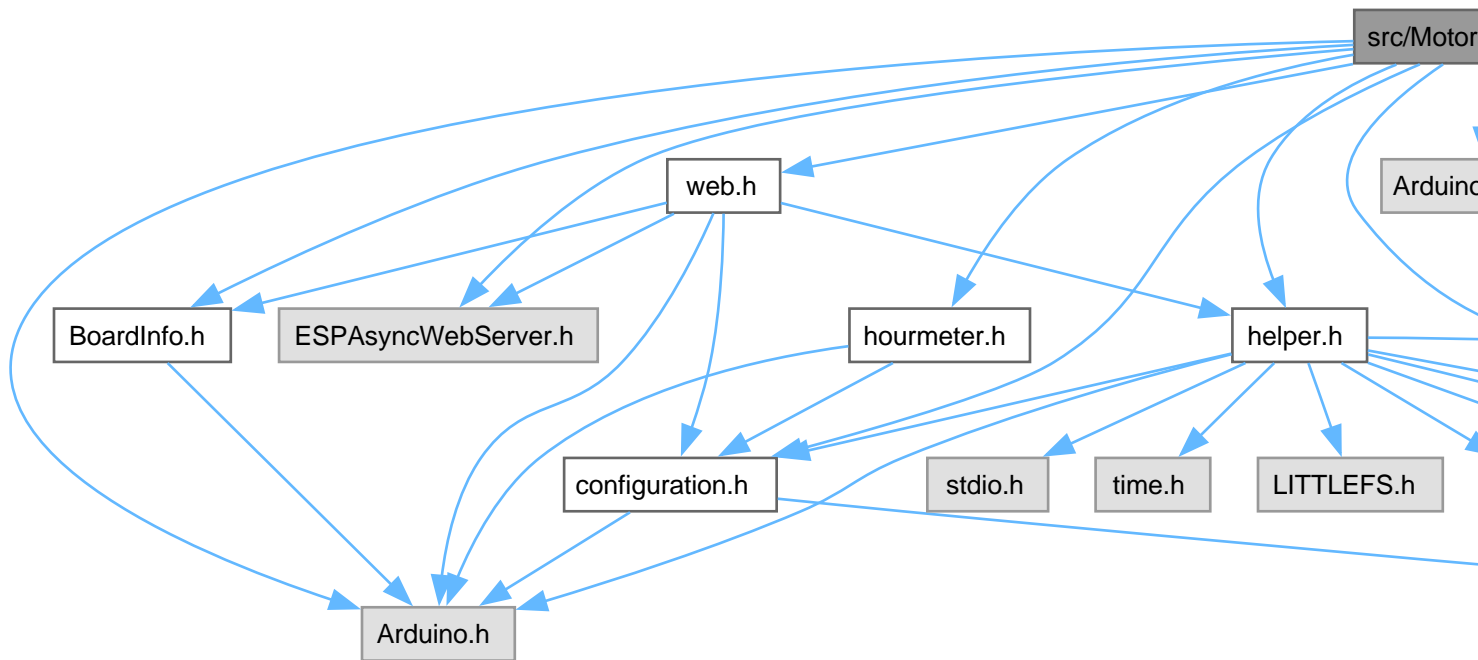 src/Motor
web.h
Arduino
BoardInfo.h
ESPAsyncWebServer.h
hourmeter.h
helper.h
configuration.h
stdio.h
time.h
LITTLEFS.h
Arduino.h